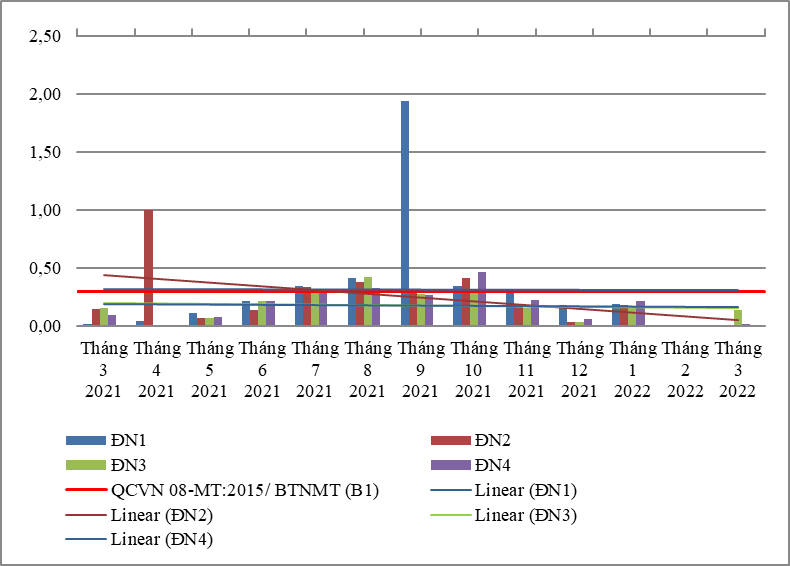 2,50
2,00
1,50
1,00
0,50
0,00
Tháng Tháng Tháng Tháng Tháng Tháng Tháng Tháng Tháng Tháng Tháng Tháng Tháng
3 4 5 6 7 8 9 10 11 12 1 2 3
2021 2021 2021 2021 2021 2021 2021 2021 2021 2021 2022 2022 2022
ĐN1 ĐN2
ĐN3 ĐN4
QCVN 08-MT:2015/ BTNMT (B1) Linear (ĐN1)
Linear (ĐN2) Linear (ĐN3)
Linear (ĐN4)